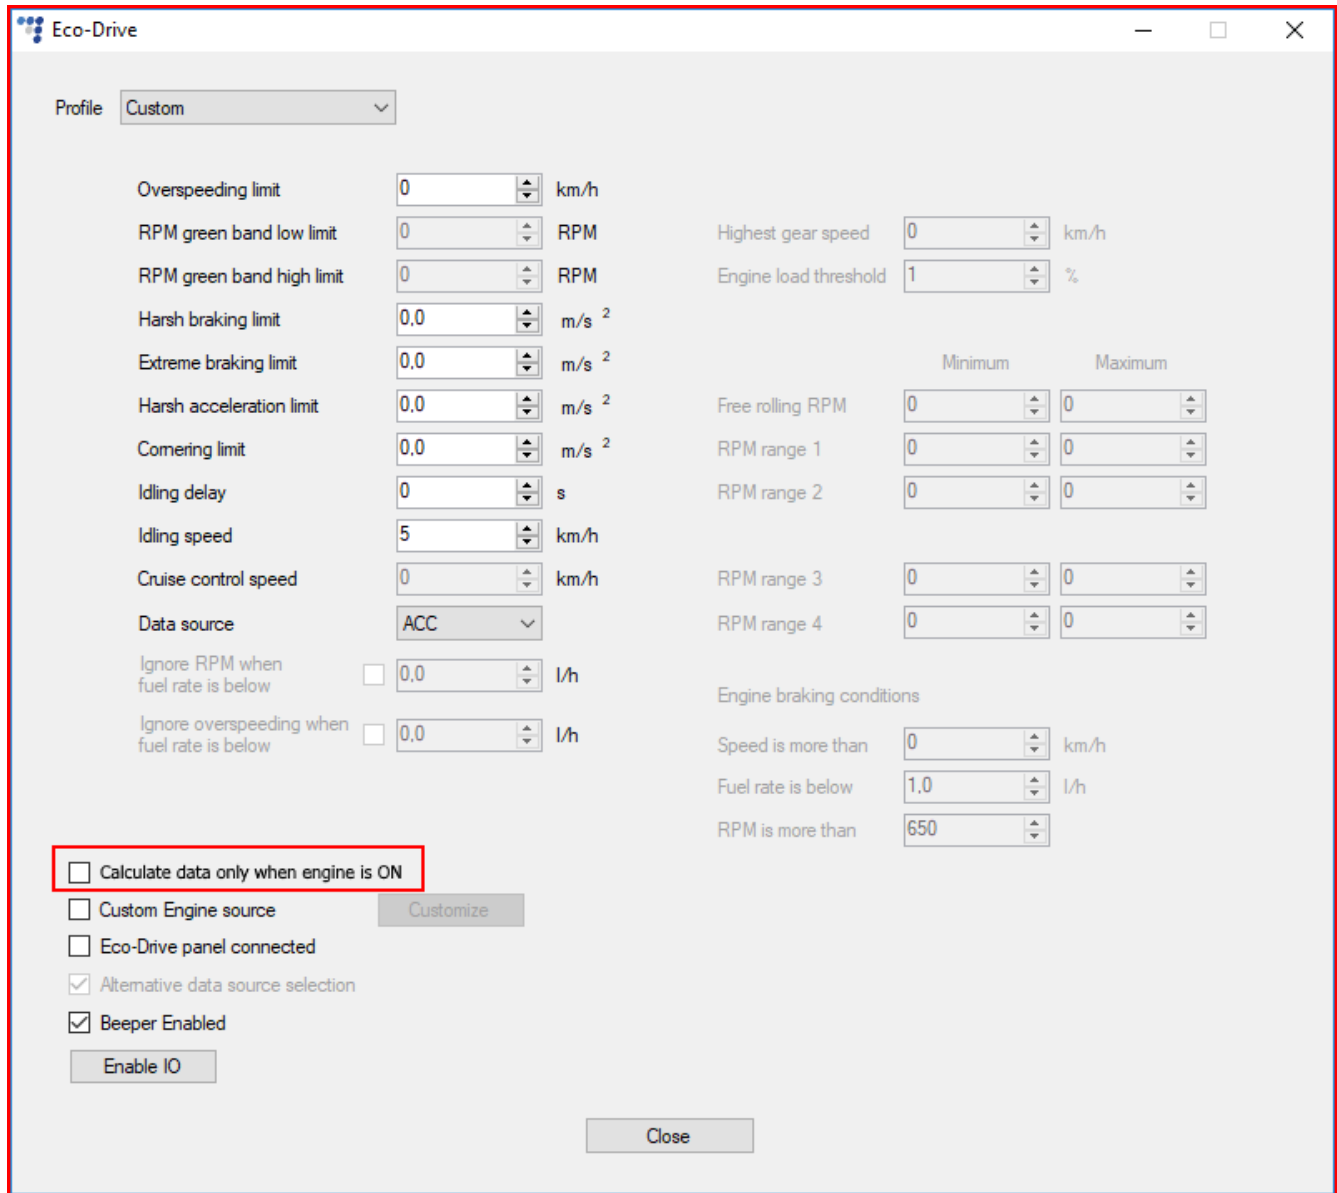 Eco-Drive
Profile Custom
Overspeeding limit 0 km/h
RPM green band low limit 0 RPM Highest gear speed 0 km/h
RPM green band high limit 0 RPM Engine load threshold 1 %
Harsh braking limit 0,0 m/s 2
Extreme braking limit 0,0 m/s 2 Minimum Maximum
Harsh acceleration limit 0,0 m/s 2 Free rolling RPM 0 0
Cornering limit 0,0 m/s 2 RPM range 1 0 0
Idling delay 0 s RPM range 2 0 0
Idling speed 5 km/h
Cruise control speed 0 km/h RPM range 3 0 0
Data source ACC RPM range 4 0 0
Ignore RPM when
fuel rate is below 0,0 l/h
Engine braking conditions
Ignore overspeeding when
fuel rate is below 0,0 l/h Speed is more than 0 km/h
Fuel rate is below 1,0 l/h
RPM is more than 650
Calculate data only when engine is ON
Custom Engine source Customize
Eco-Drive panel connected
Alternative data source selection
Beeper Enabled
Enable IO
Close